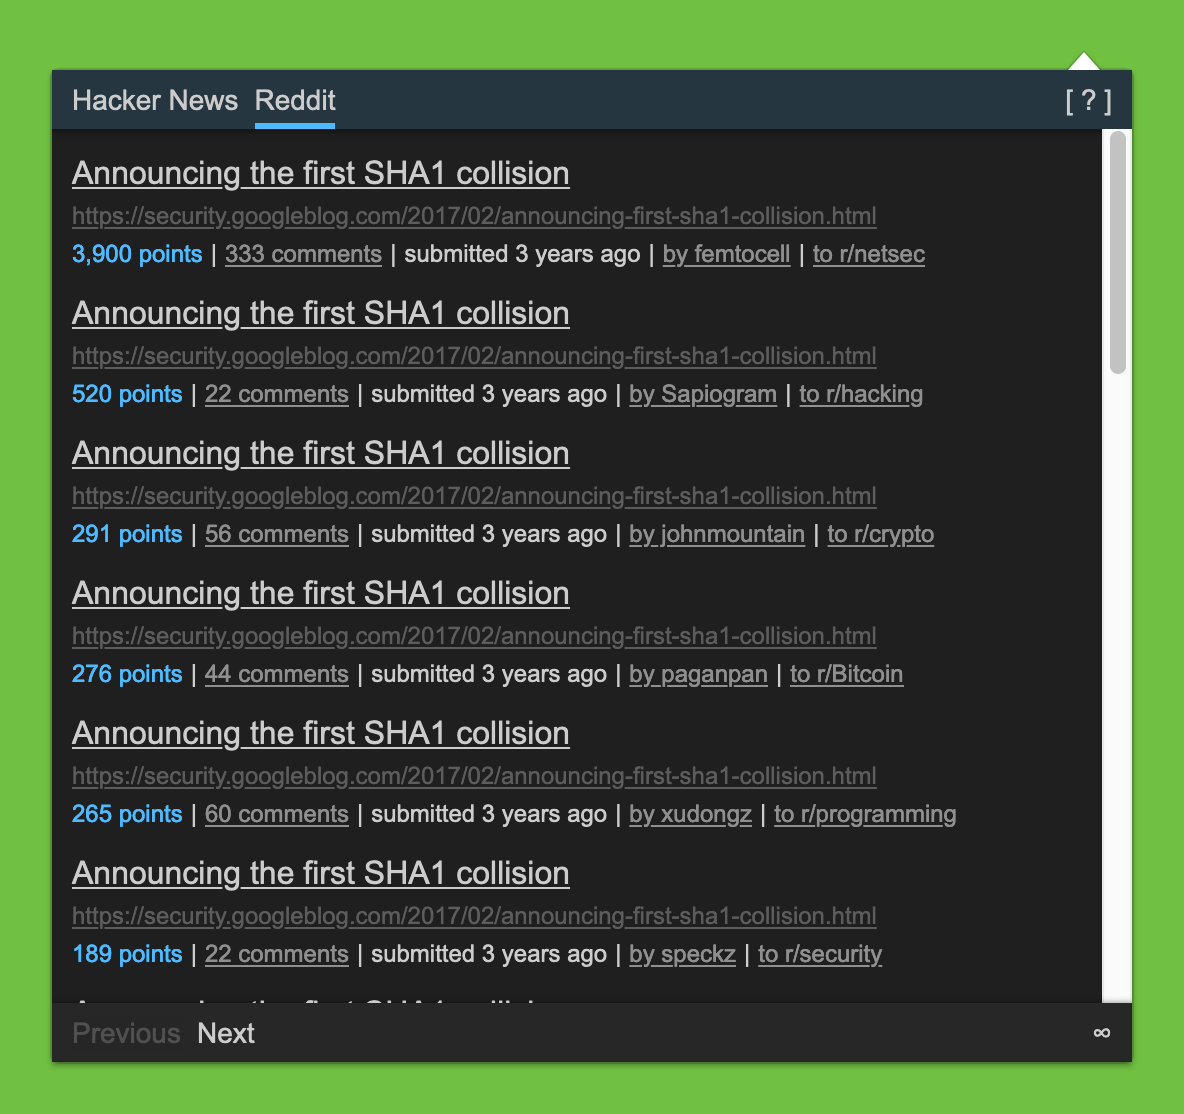 Hacker News Reddit [ ? ]
Announcing the first SHA1 collision
https://security.googleblog.com/2017/02/announcing-first-sha1-collision.html
3,900 points | 333 comments | submitted 3 years ago | by femtocell | to r/netsec
Announcing the first SHA1 collision
https://security.googleblog.com/2017/02/announcing-first-sha1-collision.html
520 points | 22 comments | submitted 3 years ago | by Sapiogram | to r/hacking
Announcing the first SHA1 collision
https://security.googleblog.com/2017/02/announcing-first-sha1-collision.html
291 points | 56 comments | submitted 3 years ago | by johnmountain | to r/crypto
Announcing the first SHA1 collision
https://security.googleblog.com/2017/02/announcing-first-sha1-collision.html
276 points | 44 comments | submitted 3 years ago | by paganpan | to r/Bitcoin
Announcing the first SHA1 collision
https://security.googleblog.com/2017/02/announcing-first-sha1-collision.html
265 points | 60 comments | submitted 3 years ago | by xudongz | to r/programming
Announcing the first SHA1 collision
https://security.googleblog.com/2017/02/announcing-first-sha1-collision.html
189 points | 22 comments | submitted 3 years ago | by speckz | to r/security
Previous Next ∞